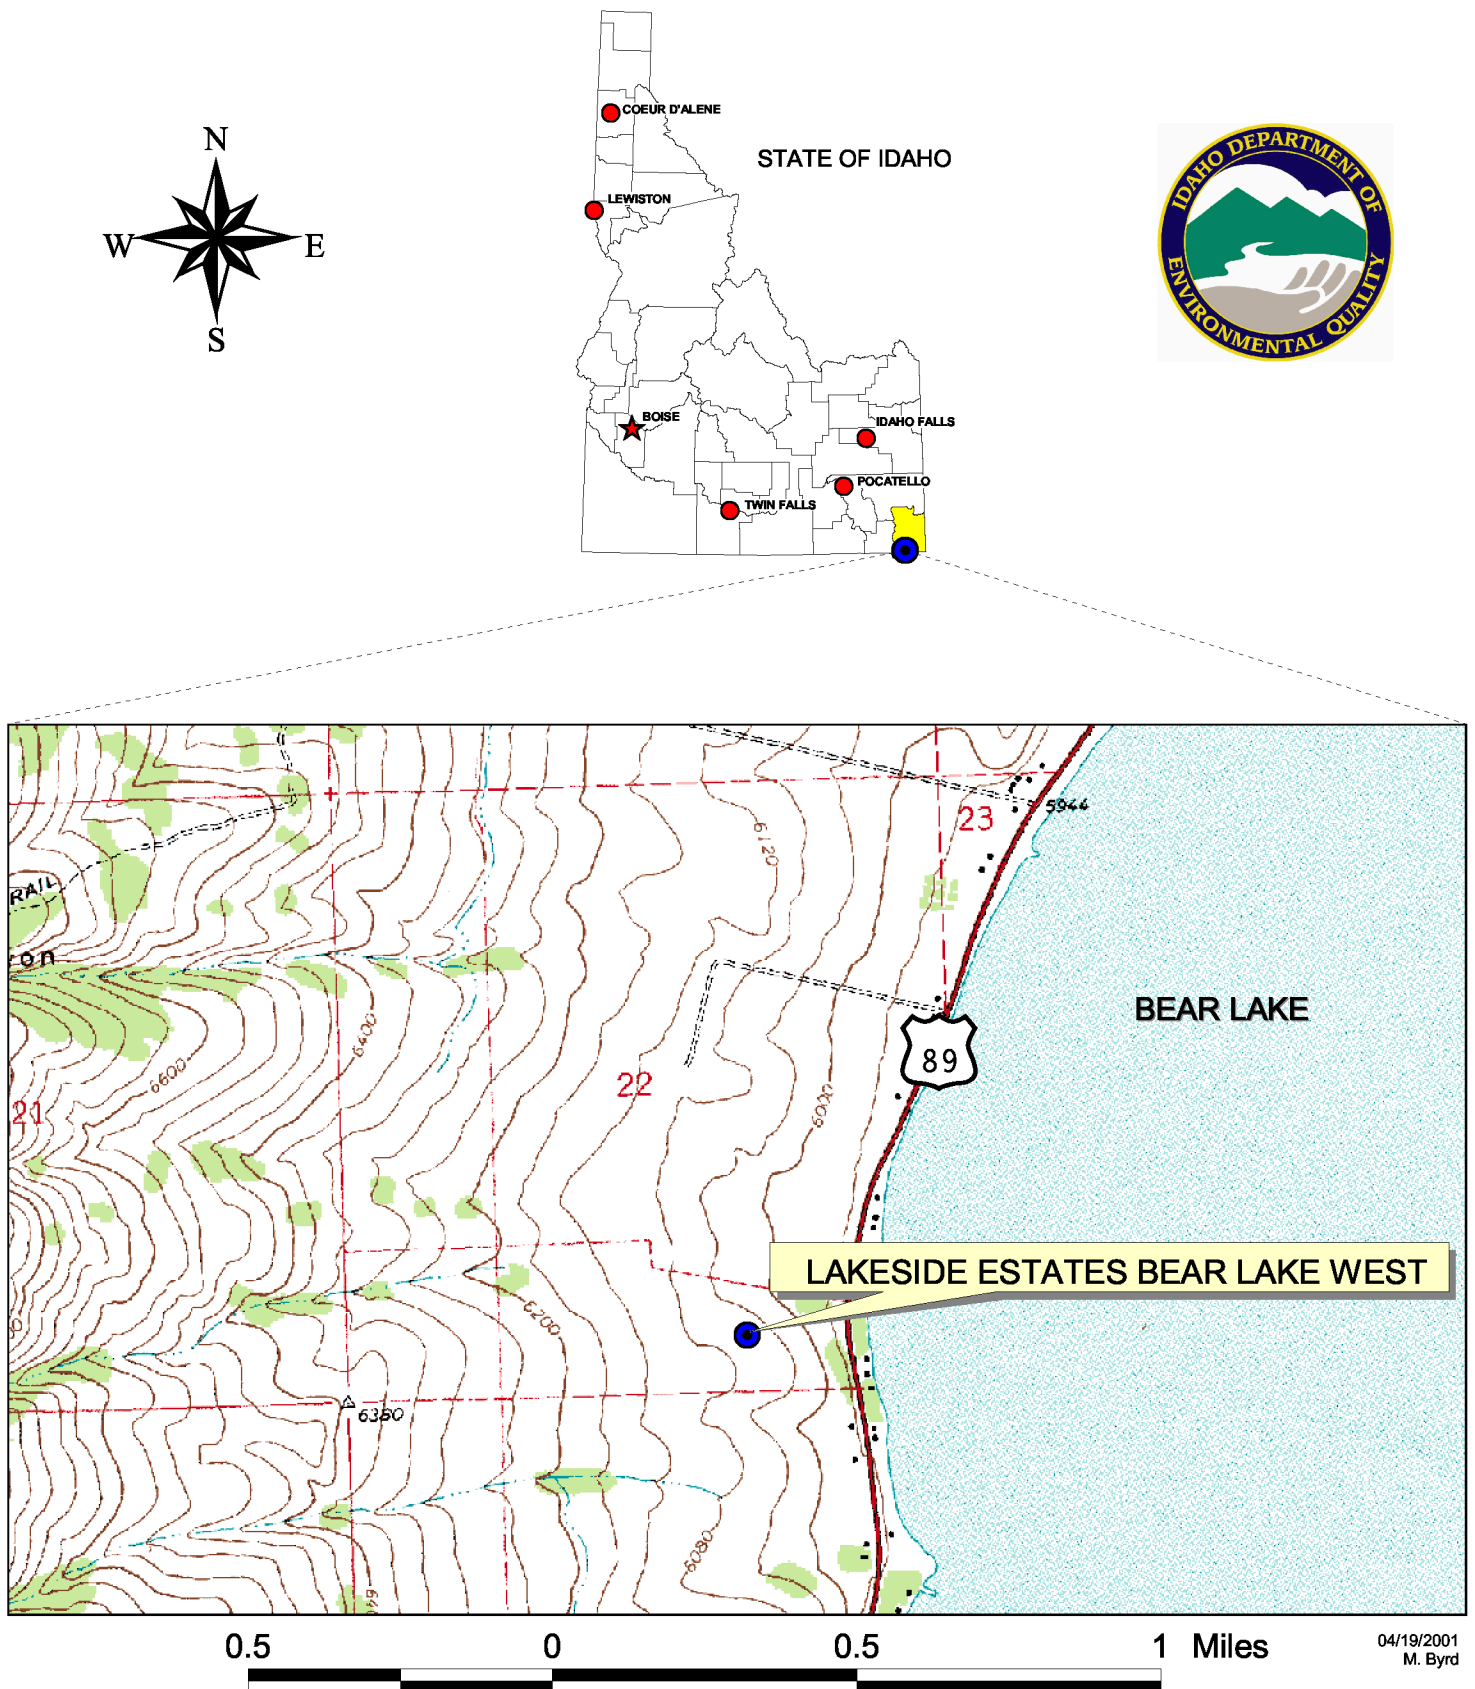 COEUR D'ALENE
STATE OF IDAHO
IDAHO DEPARTMENT OF
ENVIRONMENTAL QUALITY
N
LEWISTON
W
E
S
BOISE
IDAHO FALLS
POCATELLO
TWIN FALLS
23
5944
6120
RAIL
on
BEAR LAKE
6400
89
6600
22
6000
21
LAKESIDE ESTATES BEAR LAKE WEST
6200
6380
6080
0.5
0
0.5
1 Miles
04/19/2001
M. Byrd